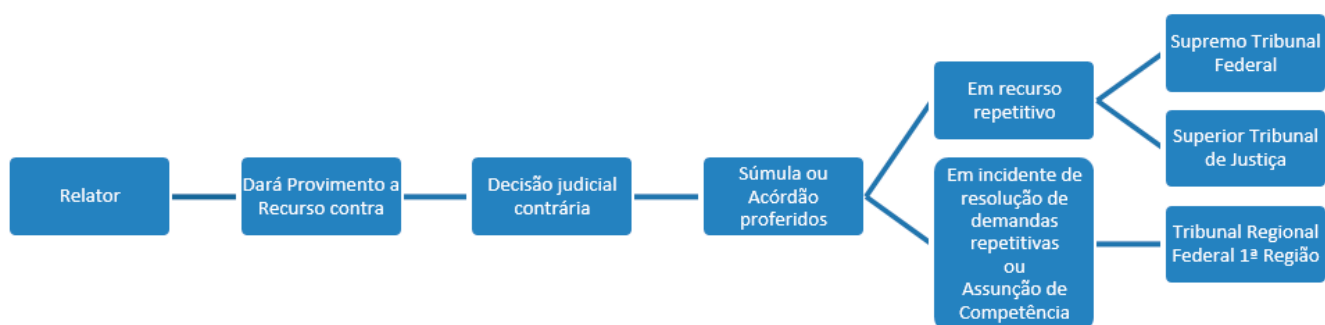 Relator
Dará Provimento a
Recurso contra
Decisão judicial
contrária
Súmula ou
Acórdão
proferidos
Em recurso
repetitivo
Em incidente de
resolução de
demandas
repetitivas
ou
Assunção de
Competência
Supremo Tribunal
Federal
Superior Tribunal
de Justiça
Tribunal Regional
Federal 1ª Região